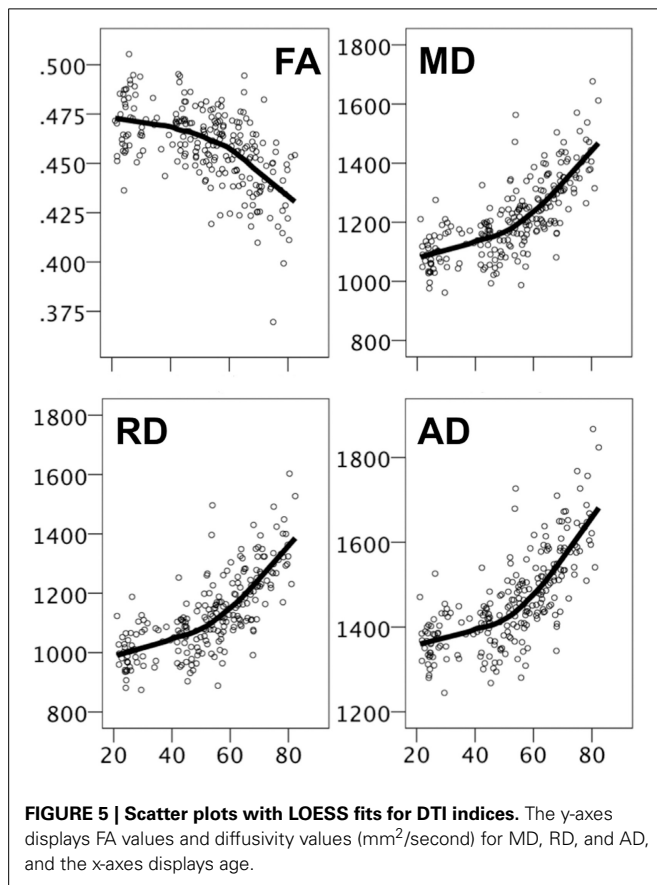 FA
.500
.475
.450
.425
.400
.375
MD
1800
1600
1400
1200
1000
800
RD
1800
1600
1400
1200
1000
800
20 40 60 80
AD
1800
1600
1400
1200
20 40 60 80
FIGURE 5 | Scatter plots with LOESS fits for DTI indices. The y-axes
displays FA values and diffusivity values (mm²/second) for MD, RD, and AD,
and the x-axes displays age.